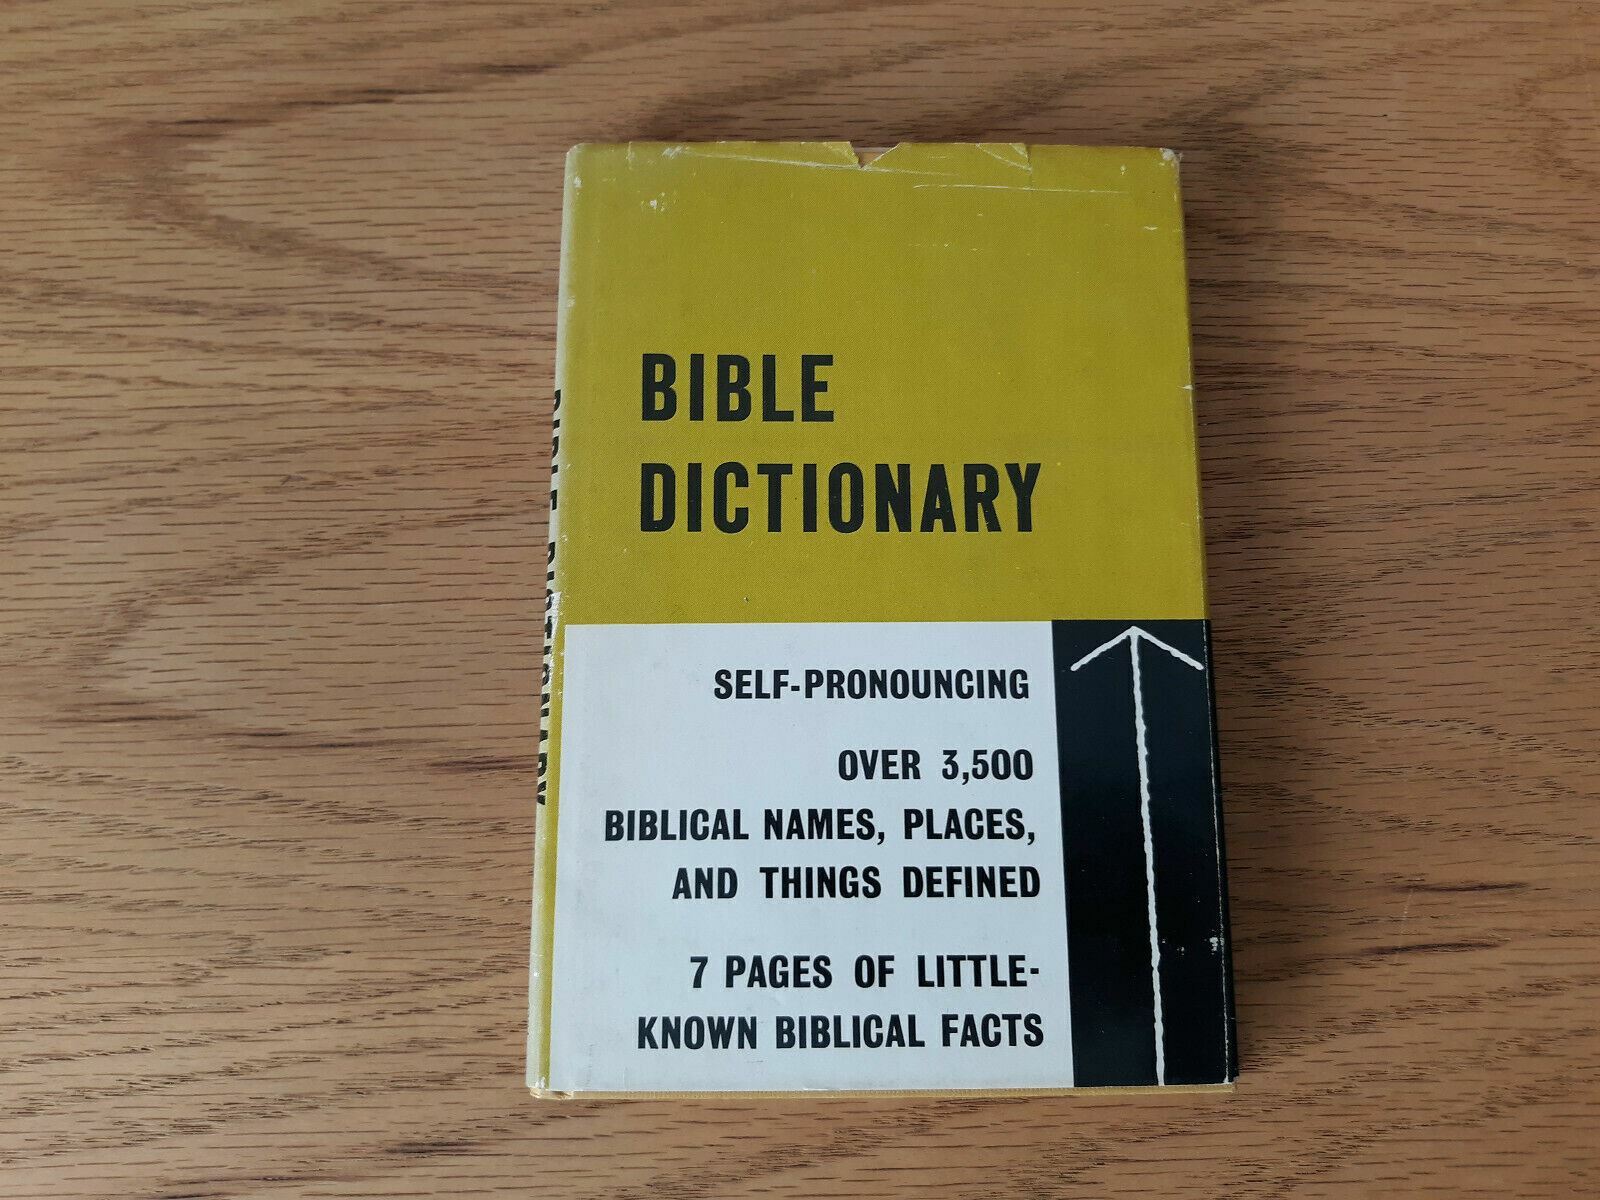 BIBLE
DICTIONARY
SELF-PRONOUNCING
OVER 3,500
BIBLICAL NAMES, PLACES,
AND THINGS DEFINED
7 PAGES OF LITTLE-
KNOWN BIBLICAL FACTS
BIBLE DICTIONARY